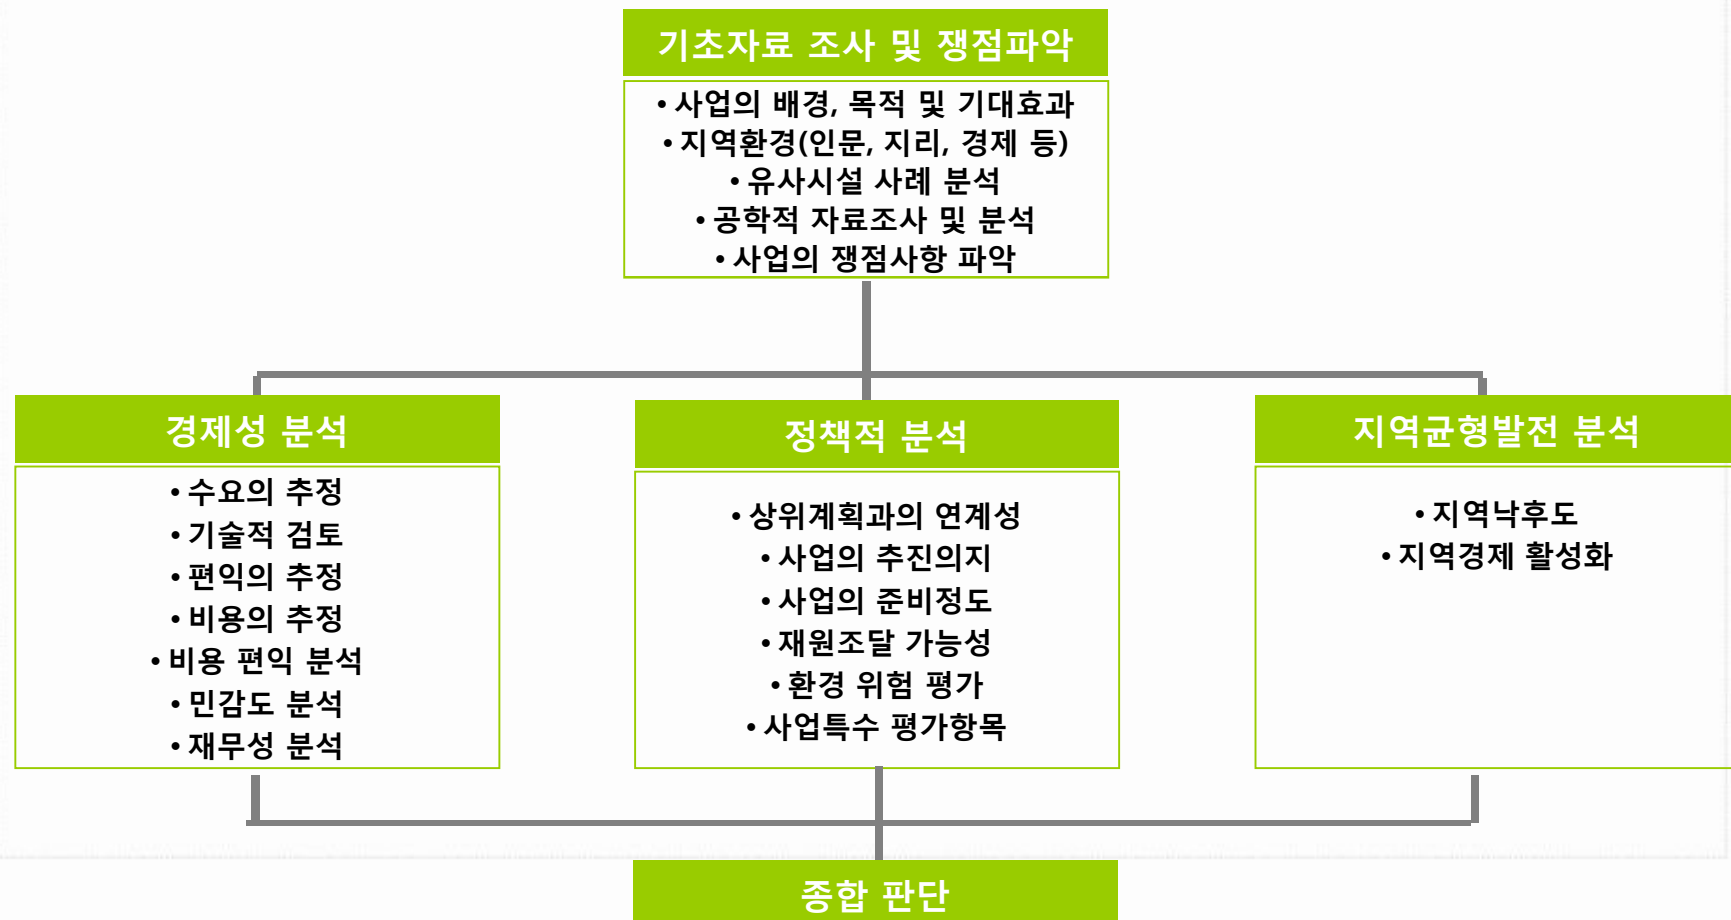 기초자료 조사 및 쟁점파악
• 사업의 배경, 목적 및 기대효과
• 지역환경(인문, 지리, 경제 등)
• 유사시설 사례 분석
• 공학적 자료조사 및 분석
• 사업의 쟁점사항 파악
경제성 분석
• 수요의 추정
• 기술적 검토
• 편익의 추정
• 비용의 추정
• 비용 편익 분석
• 민감도 분석
• 재무성 분석
정책적 분석
• 상위계획과의 연계성
• 사업의 추진의지
• 사업의 준비정도
• 재원조달 가능성
• 환경 위험 평가
• 사업특수 평가항목
지역균형발전 분석
• 지역낙후도
• 지역경제 활성화
종합 판단